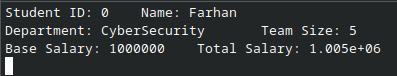 Student ID: 0    Name: Farhan
Department: CyberSecurity       Team Size: 5
Base Salary: 1000000    Total Salary: 1.005e+06